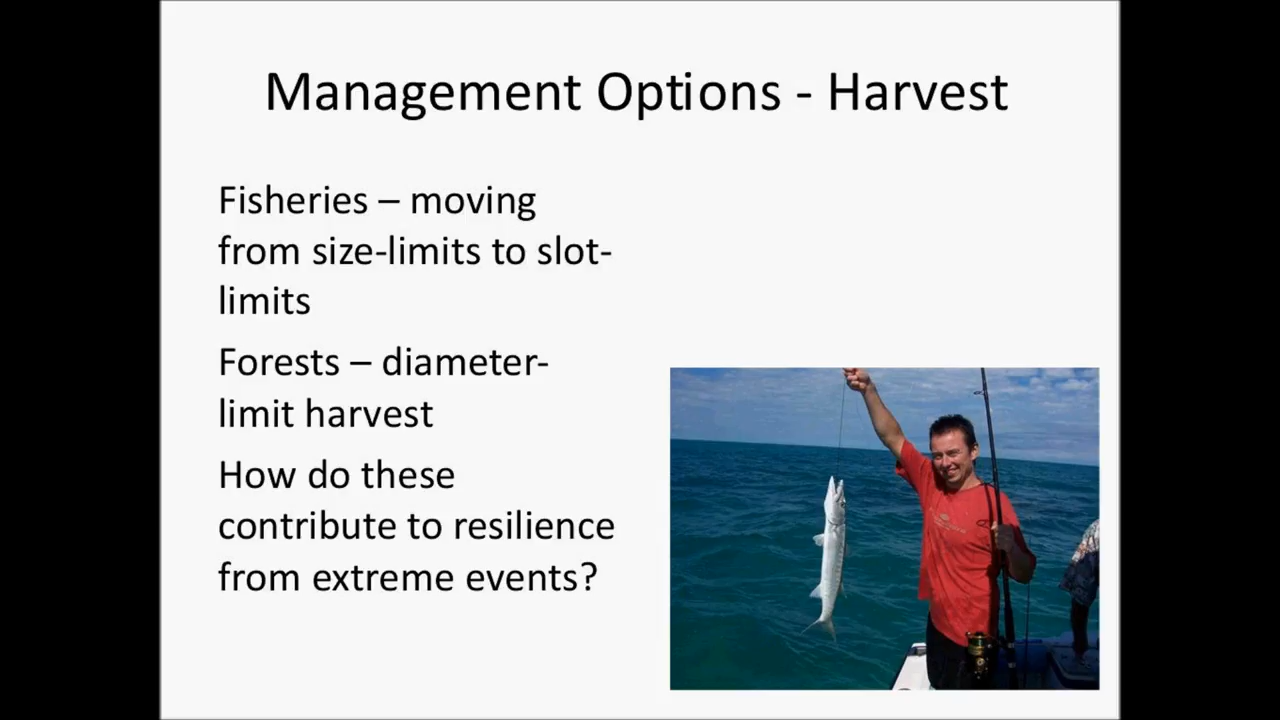 Management Options - Harvest
Fisheries – moving
from size-limits to slot-
limits
Forests – diameter-
limit harvest
How do these
contribute to resilience
from extreme events?